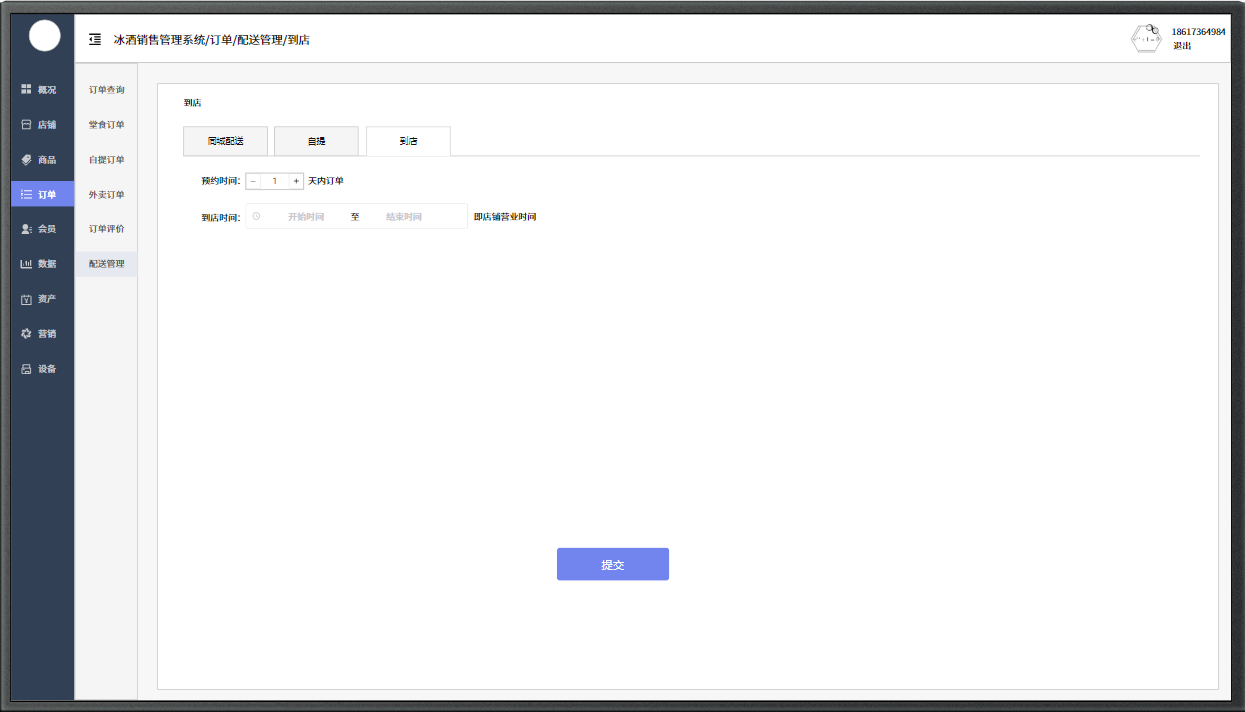 冰酒销售管理系统/订单/配送管理/到店
18617364984
退出
概况
店铺
商品
订单
会员
数据
资产
营销
设备
订单查询
堂食订单
自提订单
外卖订单
订单评价
配送管理
到店
同城配送 自提 到店
预约时间: - 1 + 天内订单
到店时间: 开始时间 至 结束时间 即店铺营业时间
提交